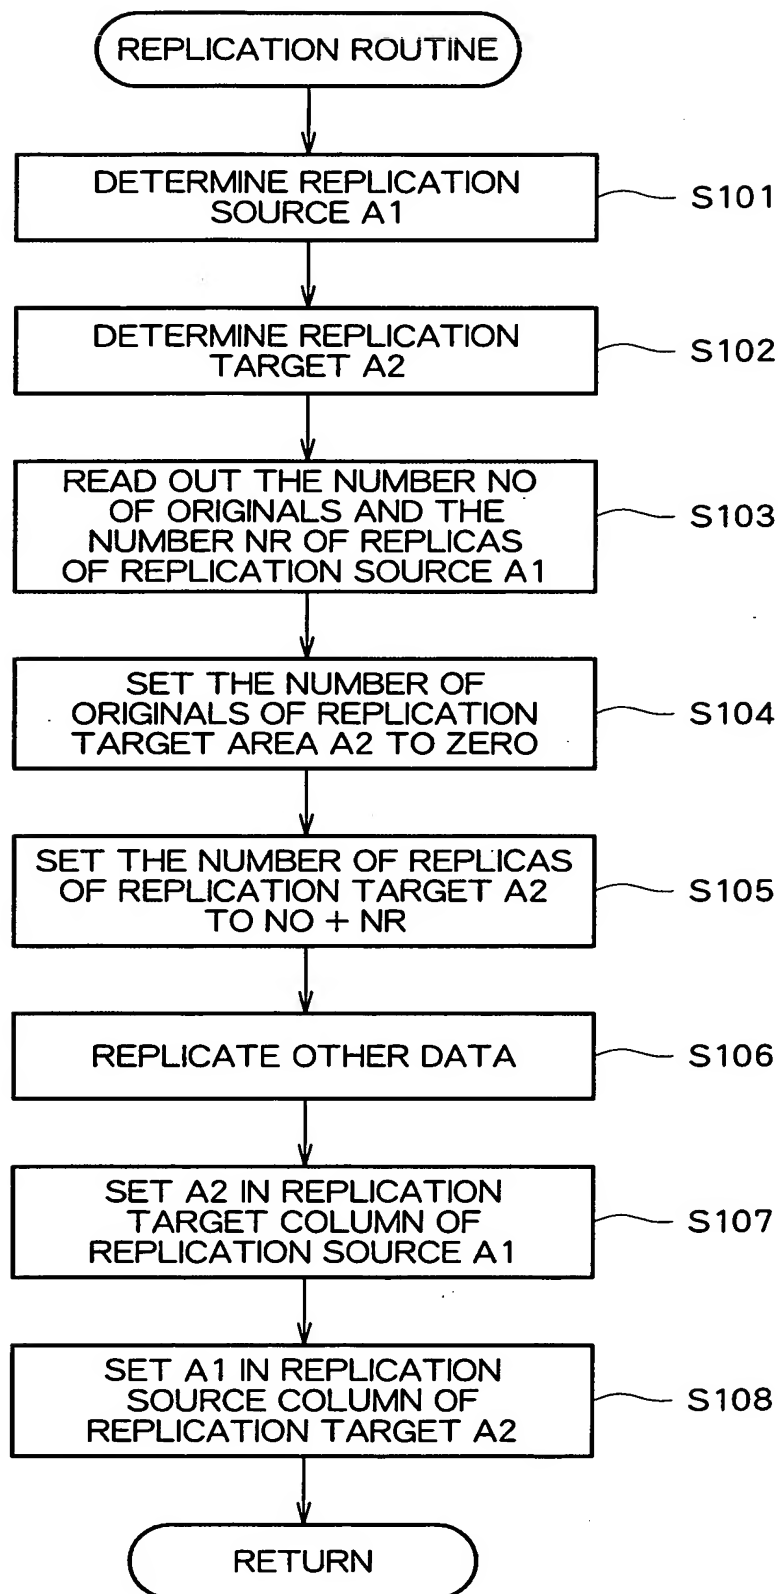 REPLICATION ROUTINE
DETERMINE REPLICATION
SOURCE A1
S101
DETERMINE REPLICATION
TARGET A2
S102
READ OUT THE NUMBER NO
OF ORIGINALS AND THE
NUMBER NR OF REPLICAS
OF REPLICATION SOURCE A1
S103
SET THE NUMBER OF
ORIGINALS OF REPLICATION
TARGET AREA A2 TO ZERO
S104
SET THE NUMBER OF REPLICAS
OF REPLICATION TARGET A2
TO NO + NR
S105
REPLICATE OTHER DATA
S106
SET A2 IN REPLICATION
TARGET COLUMN OF
REPLICATION SOURCE A1
S107
SET A1 IN REPLICATION
SOURCE COLUMN OF
REPLICATION TARGET A2
S108
RETURN